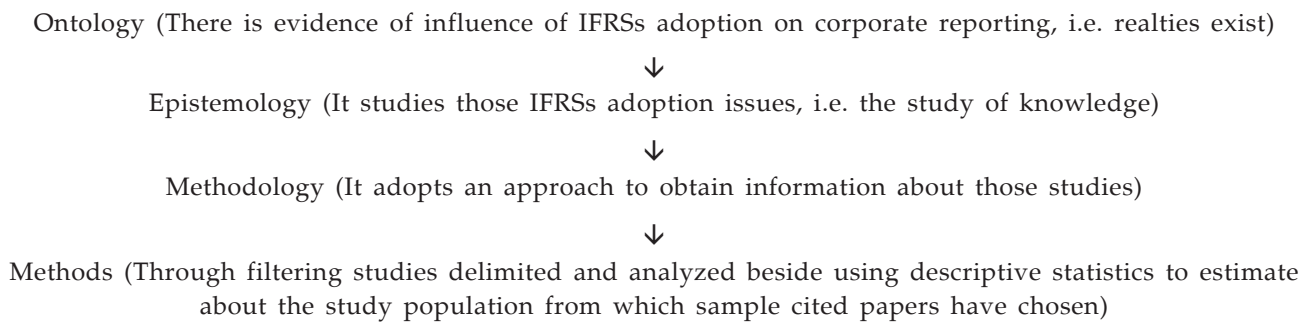 Ontology (There is evidence of influence of IFRSs adoption on corporate reporting, i.e. realties exist)
↓
Epistemology (It studies those IFRSs adoption issues, i.e. the study of knowledge)
↓
Methodology (It adopts an approach to obtain information about those studies)
↓
Methods (Through filtering studies delimited and analyzed beside using descriptive statistics to estimate
about the study population from which sample cited papers have chosen)